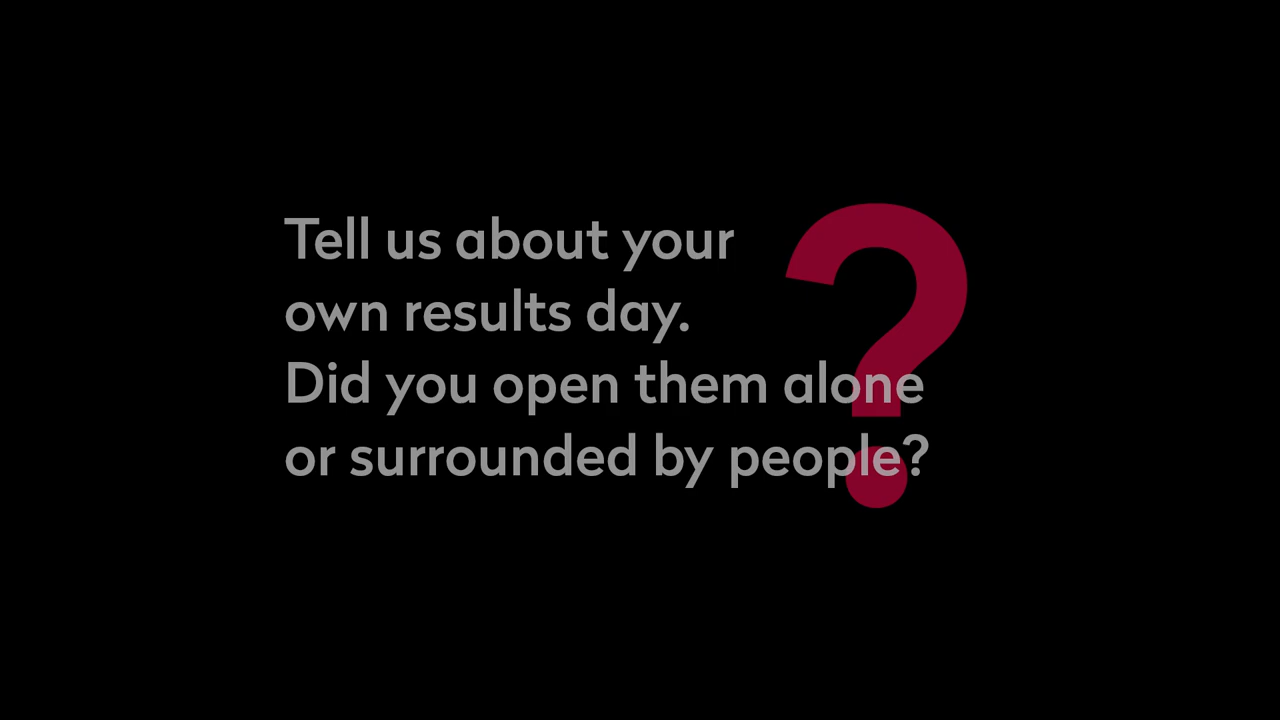 Tell us about your
own results day.
Did you open them alone
or surrounded by people?